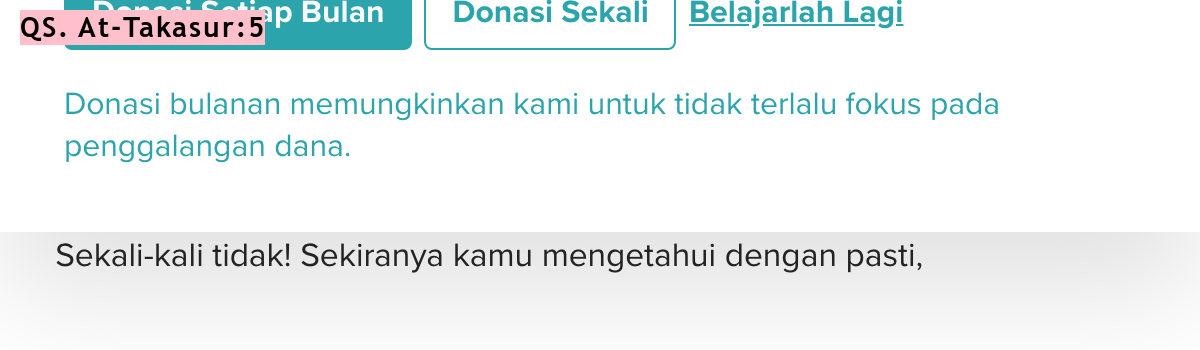 Donasi Setiap Bulan Donasi Sekali Belajarlah Lagi
QS. At-Takasur:5
Donasi bulanan memungkinkan kami untuk tidak terlalu fokus pada
penggalangan dana.
Sekali-kali tidak! Sekiranya kamu mengetahui dengan pasti,